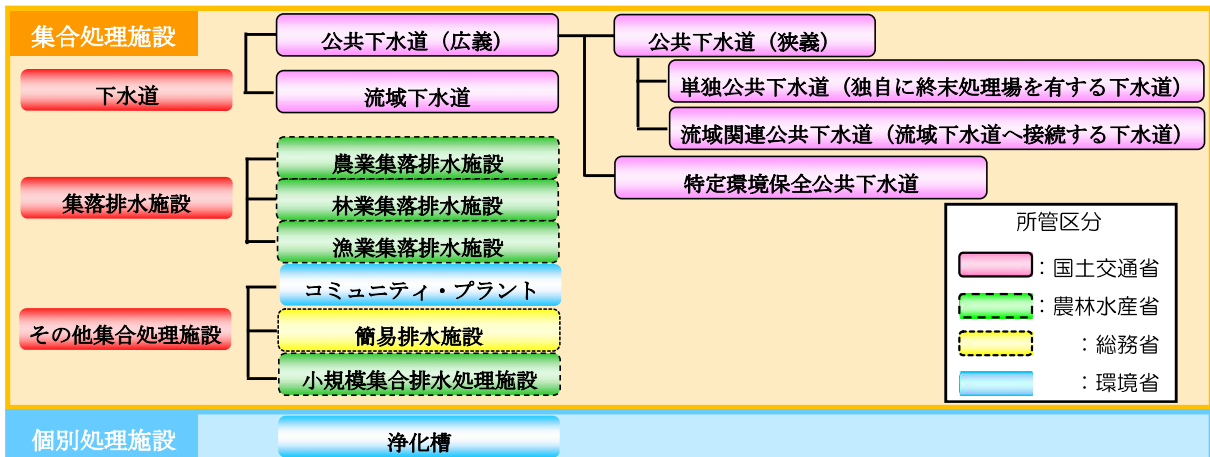 集合処理施設
公共下水道（広義）
公共下水道（狭義）
下水道
単独公共下水道（独自に終末処理場を有する下水道）
流域下水道
流域関連公共下水道（流域下水道へ接続する下水道）
農業集落排水施設
特定環境保全公共下水道
集落排水施設
林業集落排水施設
漁業集落排水施設
所管区分
：国土交通省
：農林水産省
：総務省
：環境省
コミュニティ・プラント
その他集合処理施設
簡易排水施設
小規模集合排水処理施設
個別処理施設
浄化槽